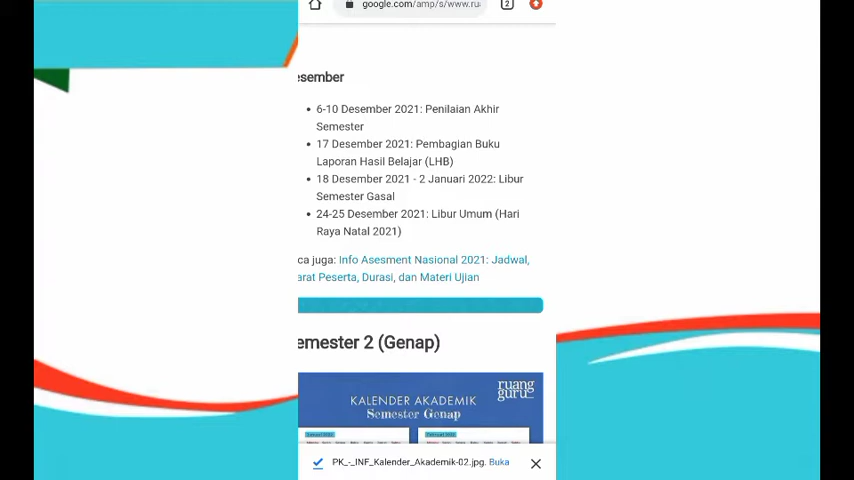 google.com/amp/s/www.ru
2
esember
• 6-10 Desember 2021: Penilaian Akhir
Semester
• 17 Desember 2021: Pembagian Buku
Laporan Hasil Belajar (LHB)
• 18 Desember 2021 - 2 Januari 2022: Libur
Semester Gasal
• 24-25 Desember 2021: Libur Umum (Hari
Raya Natal 2021)
ca juga: Info Asesment Nasional 2021: Jadwal,
arat Peserta, Durasi, dan Materi Ujian
emester 2 (Genap)
ruang
guru
KALENDER AKADEMIK
Semester Genap
PK_-_INF_Kalender_Akademik-02.jpg. Buka